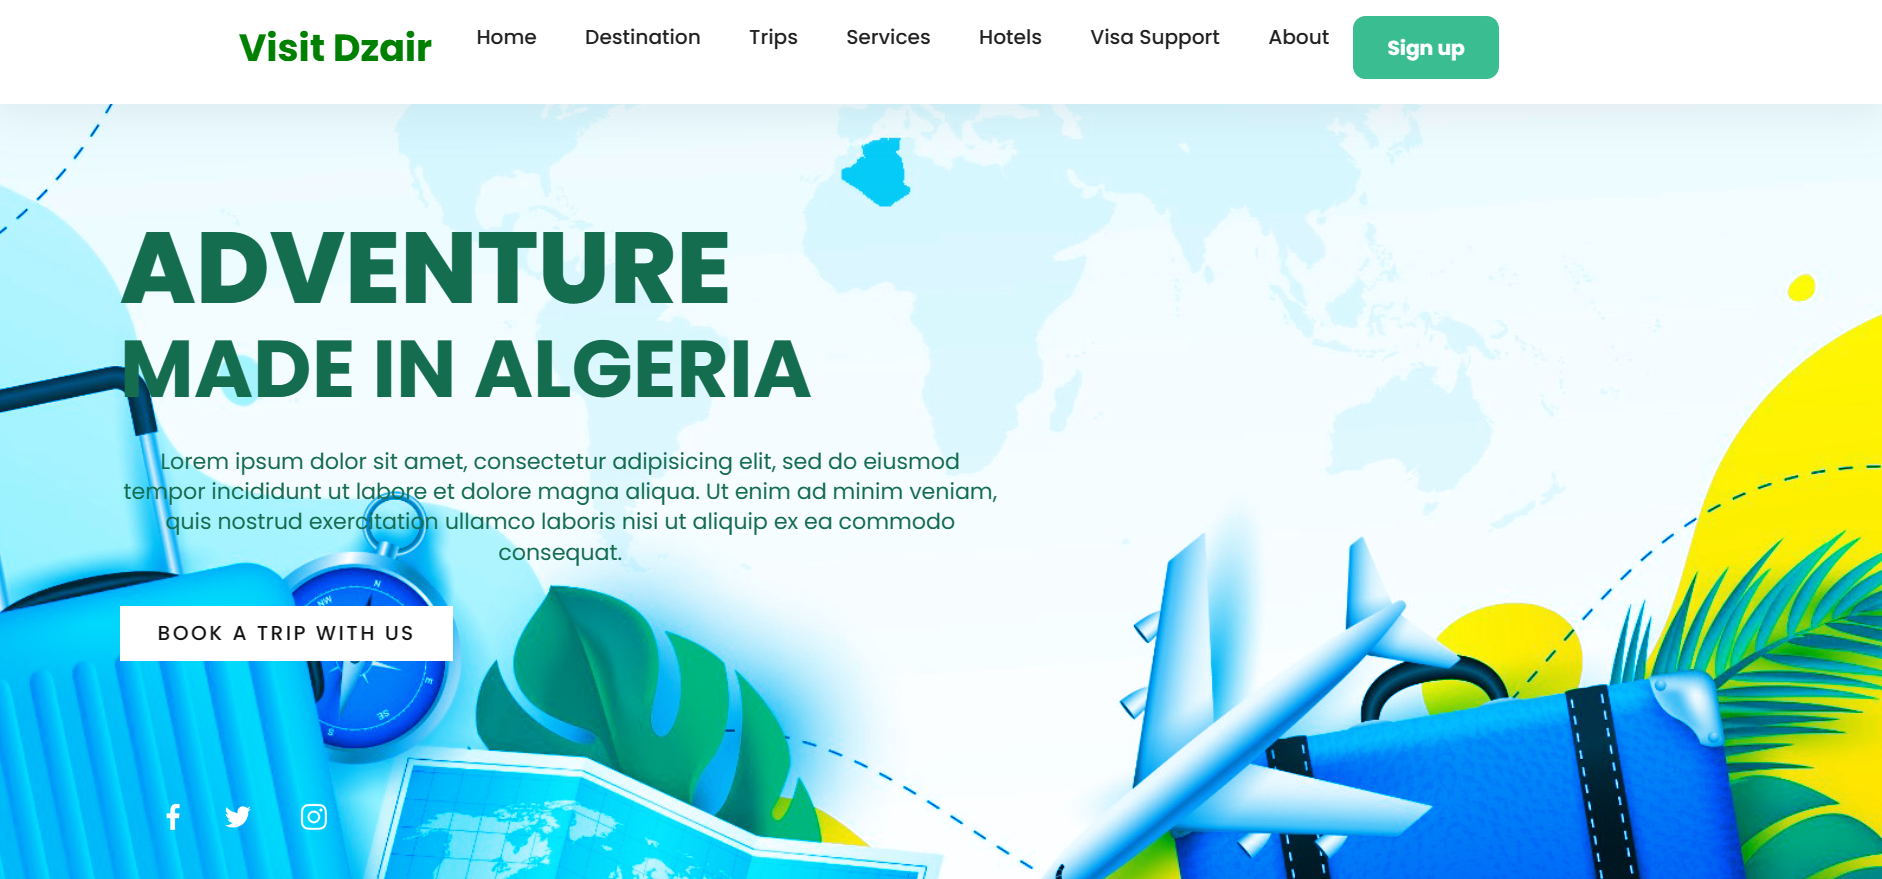 Visit Dzair
Home Destination Trips Services Hotels Visa Support About Sign up
ADVENTURE
MADE IN ALGERIA
Lorem ipsum dolor sit amet, consectetur adipisicing elit, sed do eiusmod
tempor incididunt ut labore et dolore magna aliqua. Ut enim ad minim veniam,
quis nostrud exercitation ullamco laboris nisi ut aliquip ex ea commodo
consequat.
N
NW
E
SE
S
BOOK A TRIP WITH US